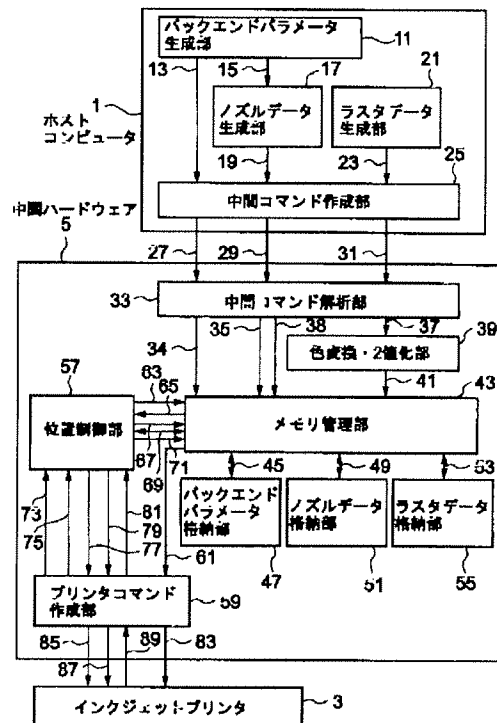 バックエンドパラメータ
生成部
11
13
15
17
21
1
ホスト
コンピュータ
ノズルデータ
生成部
ラスタデータ
生成部
19
23
25
中間コマンド作成部
中間ハードウェア
5
27
29
31
33
中間コマンド解析部
35
38
37
39
34
色変換・2値化部
57
63
65
41
43
位置制御部
メモリ管理部
67
69
71
45
49
53
73
75
79
77
81
61
バックエンド
パラメータ
格納部
ノズルデータ
格納部
ラスタデータ
格納部
47
51
55
プリンタコマンド
作成部
59
85
87
89
83
インクジェットプリンタ
3